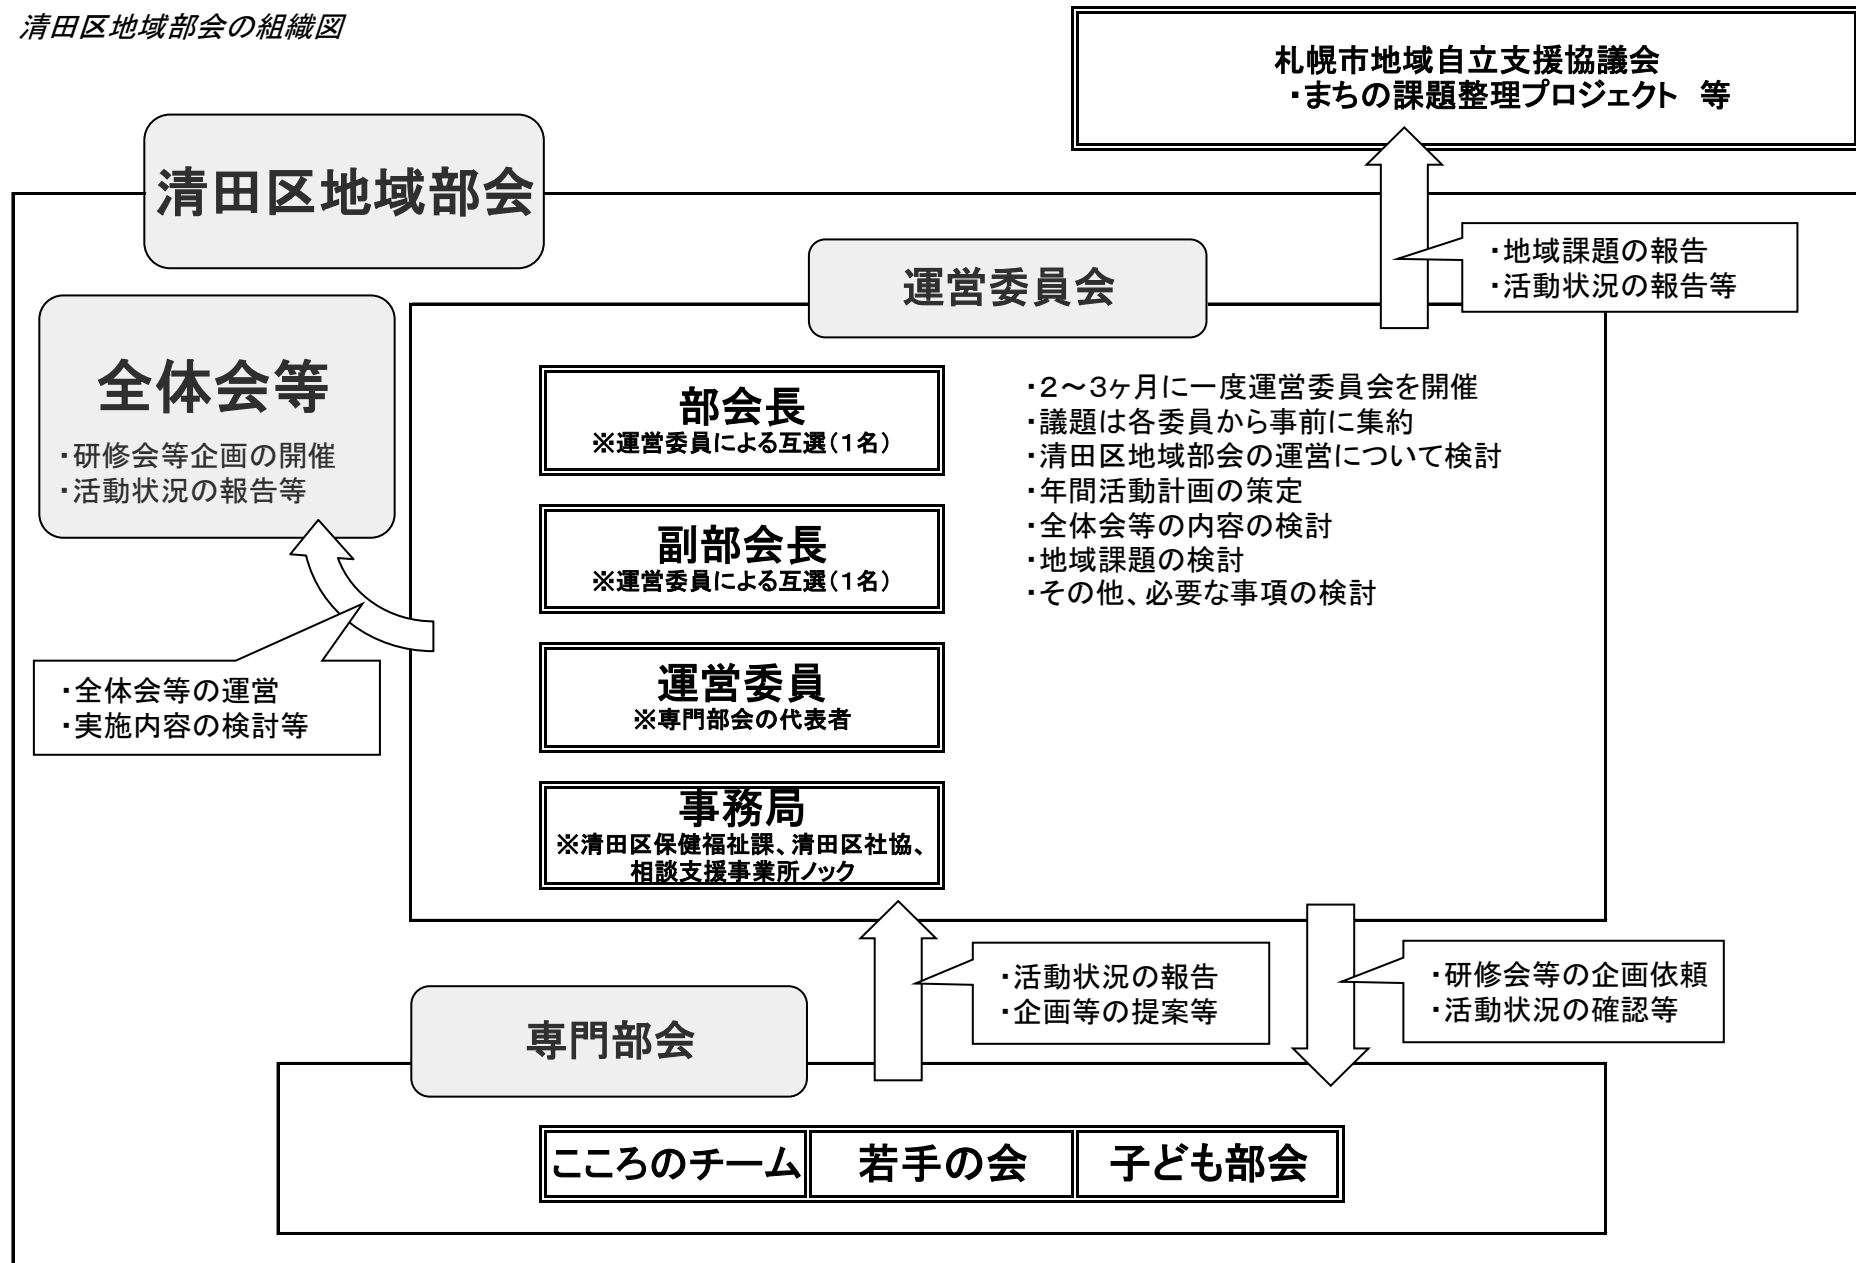 清田区地域部会の組織図
札幌市地域自立支援協議会
・まちの課題整理プロジェクト　等
清田区地域部会
・地域課題の報告
・活動状況の報告等
運営委員会
全体会等
・研修会等企画の開催
・活動状況の報告等
部会長
※運営委員による互選（１名）
副部会長
※運営委員による互選（１名）
運営委員
※専門部会の代表者
事務局
※清田区保健福祉課、清田区社協、
相談支援事業所ノック
・２～３ヶ月に一度運営委員会を開催
・議題は各委員から事前に集約
・清田区地域部会の運営について検討
・年間活動計画の策定
・全体会等の内容の検討
・地域課題の検討
・その他、必要な事項の検討
・全体会等の運営
・実施内容の検討等
・活動状況の報告
・企画等の提案等
・研修会等の企画依頼
・活動状況の確認等
専門部会
こころのチーム
若手の会
子ども部会